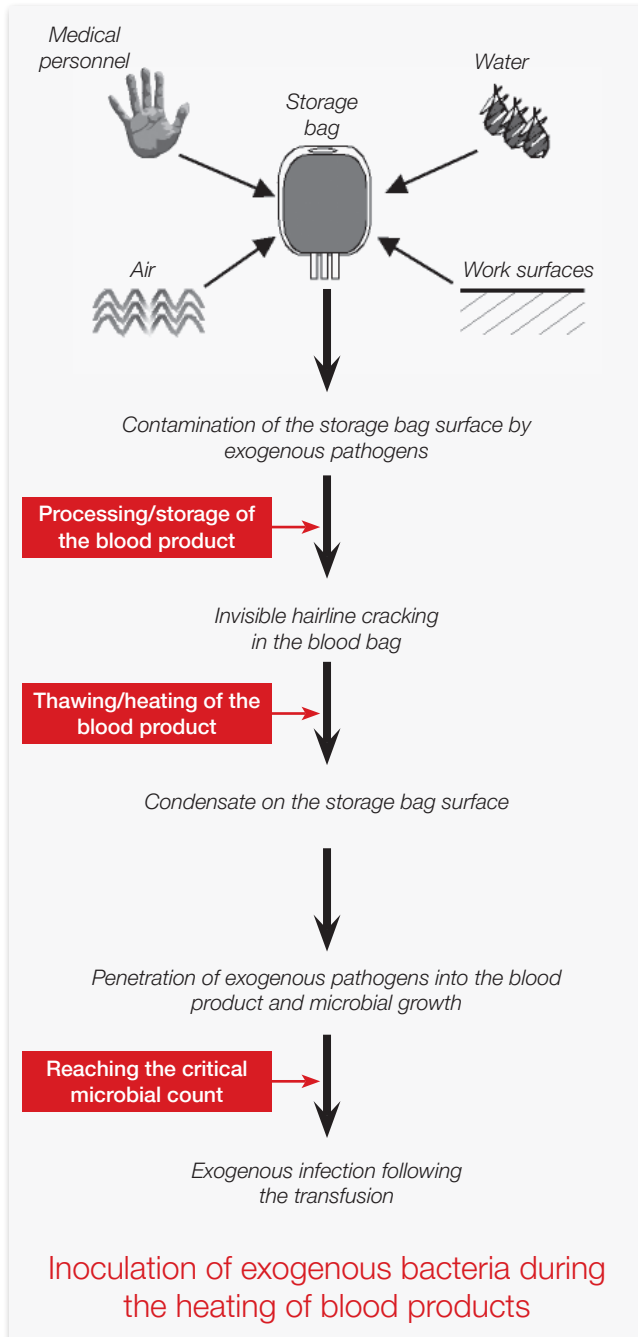 Medical
personnel
Water
Storage
bag
Air
Work surfaces
Contamination of the storage bag surface by
exogenous pathogens
Processing/storage of
the blood product
Invisible hairline cracking
in the blood bag
Thawing/heating of the
blood product
Condensate on the storage bag surface
Penetration of exogenous pathogens into the blood
product and microbial growth
Reaching the critical
microbial count
Exogenous infection following
the transfusion
Inoculation of exogenous bacteria during
the heating of blood products